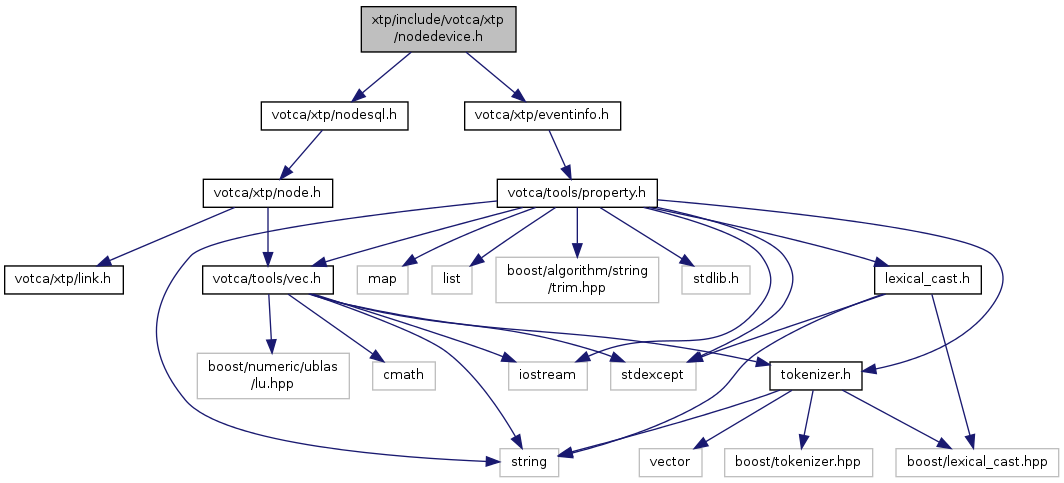 xtp/include/votca/xtp
/nodedevice.h
votca/xtp/nodesql.h
votca/xtp/eventinfo.h
votca/xtp/node.h
votca/tools/property.h
votca/xtp/link.h
votca/tools/vec.h
map
list
boost/algorithm/string
/trim.hpp
stdlib.h
lexical_cast.h
boost/numeric/ublas
/lu.hpp
cmath
iostream
stdexcept
tokenizer.h
string
vector
boost/tokenizer.hpp
boost/lexical_cast.hpp